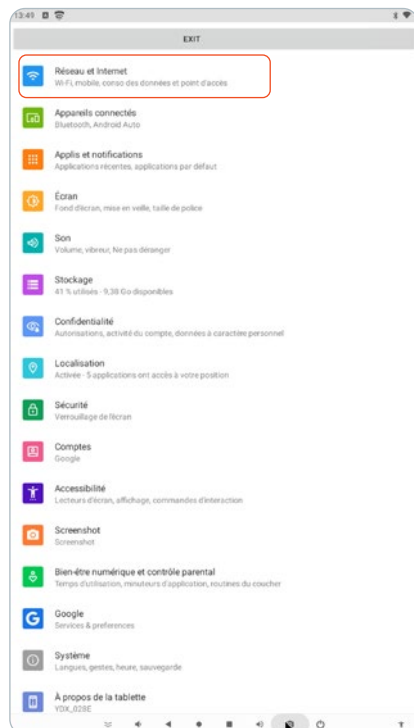 13:49
EXIT
Réseau et Internet
Wi-Fi, mobile, conso des données et point d'accès
Appareils connectés
Bluetooth, Android Auto
Applis et notifications
Applications récentes, applications par défaut
Écran
Fond d'écran, mise en veille, taille de police
Son
Volume, vibreur, Ne pas déranger
Stockage
41 % utilisés - 9,38 Go disponibles
Confidentialité
Autorisations, activité du compte, données à caractère personnel
Localisation
Activée - 5 applications ont accès à votre position
Sécurité
Verrouillage de l'écran
Comptes
Google
Accessibilité
Lecteurs d'écran, affichage, commandes d'interaction
Screenshot
Screenshot
Bien-être numérique et contrôle parental
Temps d'utilisation, minuteurs d'application, routines du coucher
Google
Services & preferences
Système
Langues, gestes, heure, sauvegarde
À propos de la tablette
YDX_028E